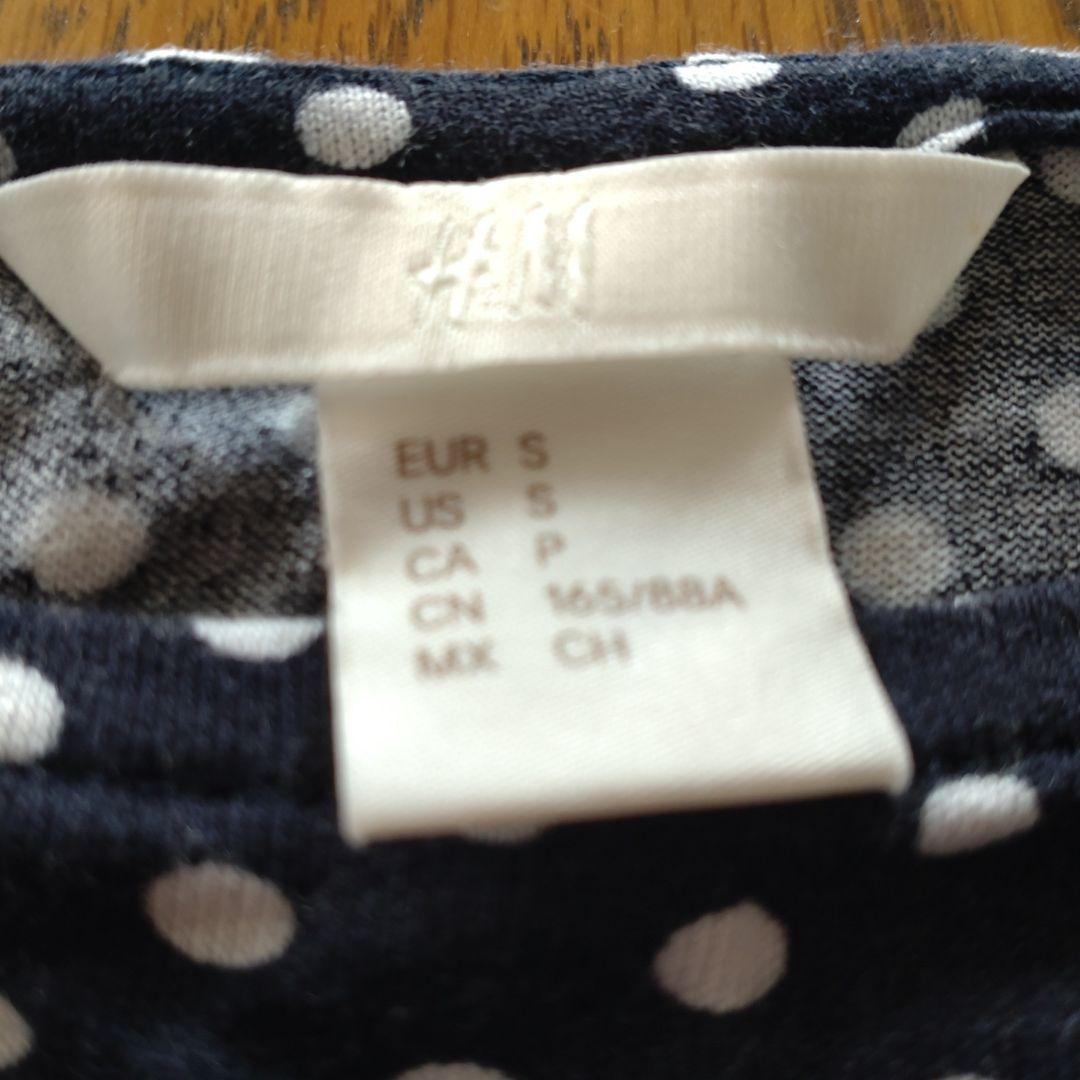 H&M
EUR S
US S
CA P
CN 165/88A
MX CH